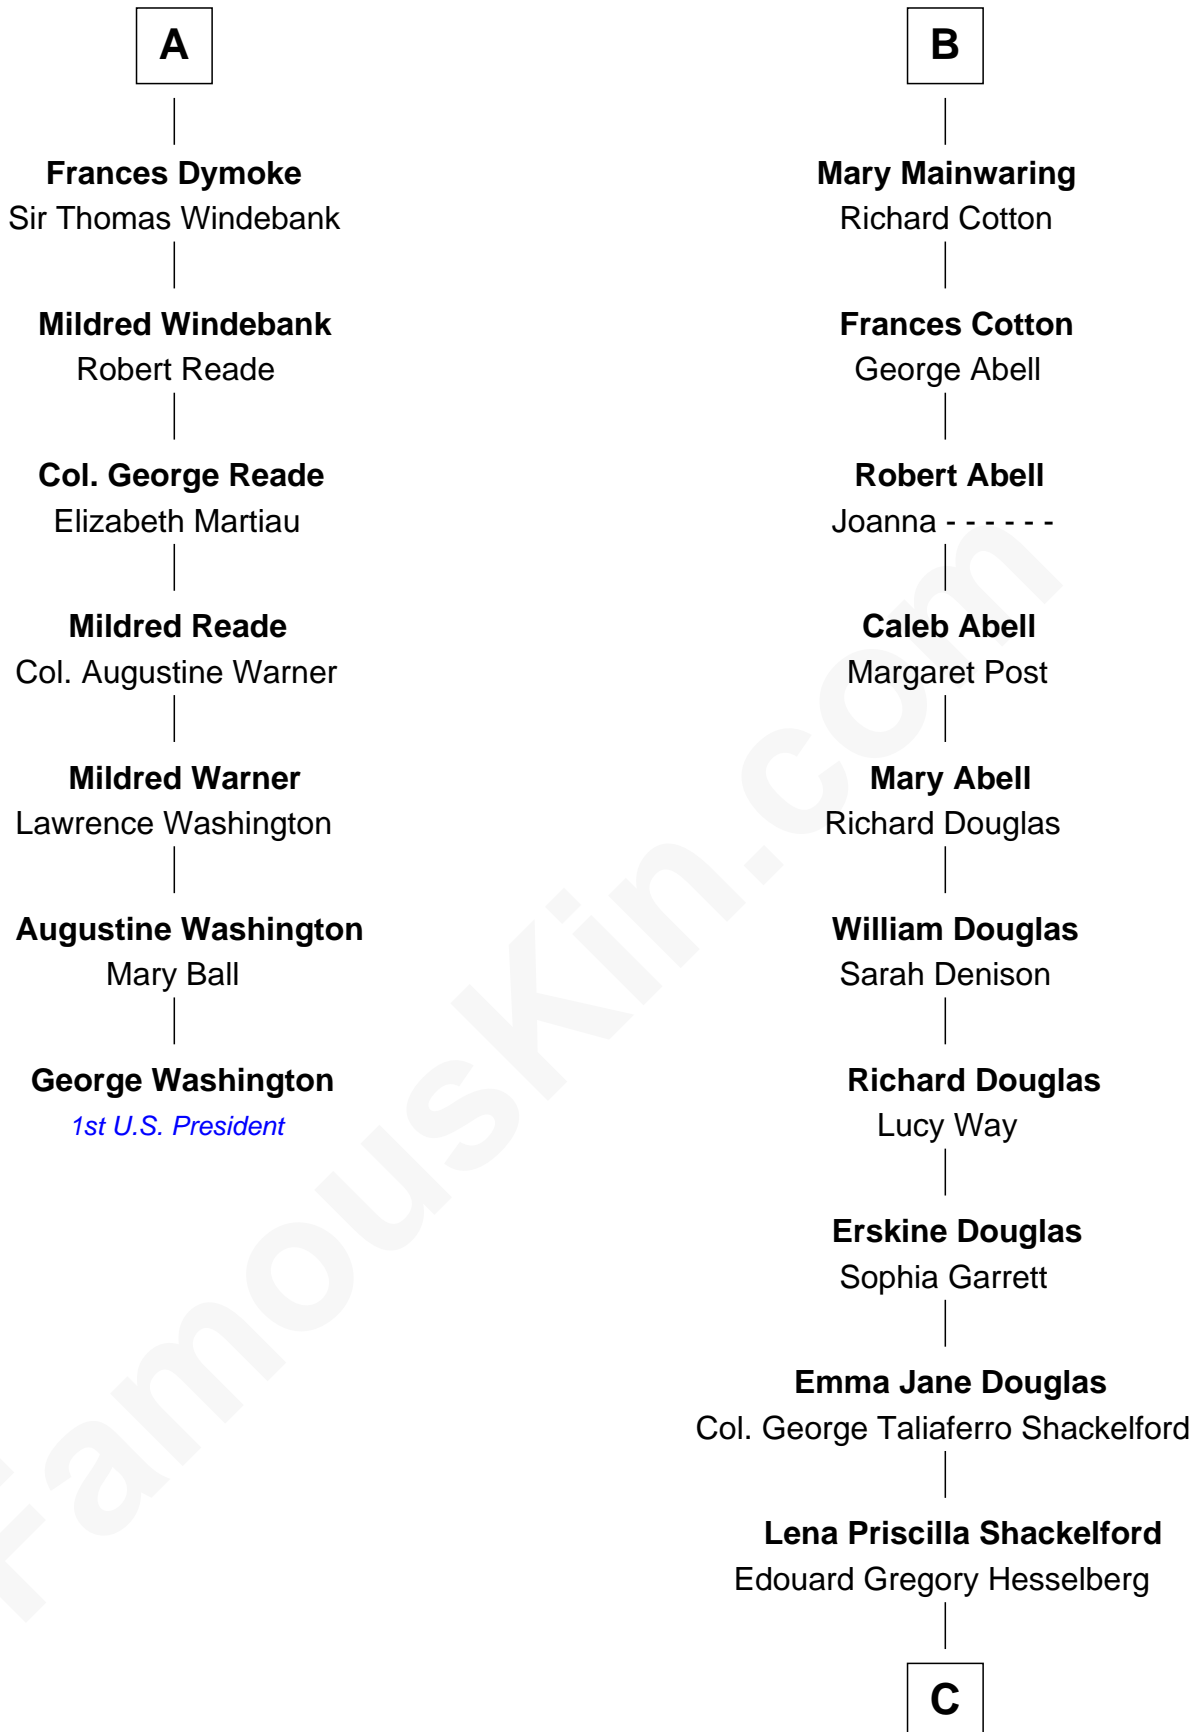 A
Frances Dymoke
Sir Thomas Windebank
Mildred Windebank
Robert Reade
Col. George Reade
Elizabeth Martiau
Mildred Reade
Col. Augustine Warner
Mildred Warner
Lawrence Washington
Augustine Washington
Mary Ball
George Washington
1st U.S. President
B
Mary Mainwaring
Richard Cotton
Frances Cotton
George Abell
Robert Abell
Joanna - - - - - -
Caleb Abell
Margaret Post
Mary Abell
Richard Douglas
William Douglas
Sarah Denison
Richard Douglas
Lucy Way
Erskine Douglas
Sophia Garrett
Emma Jane Douglas
Col. George Taliaferro Shackelford
Lena Priscilla Shackelford
Edouard Gregory Hesselberg
C
FamousKin.com